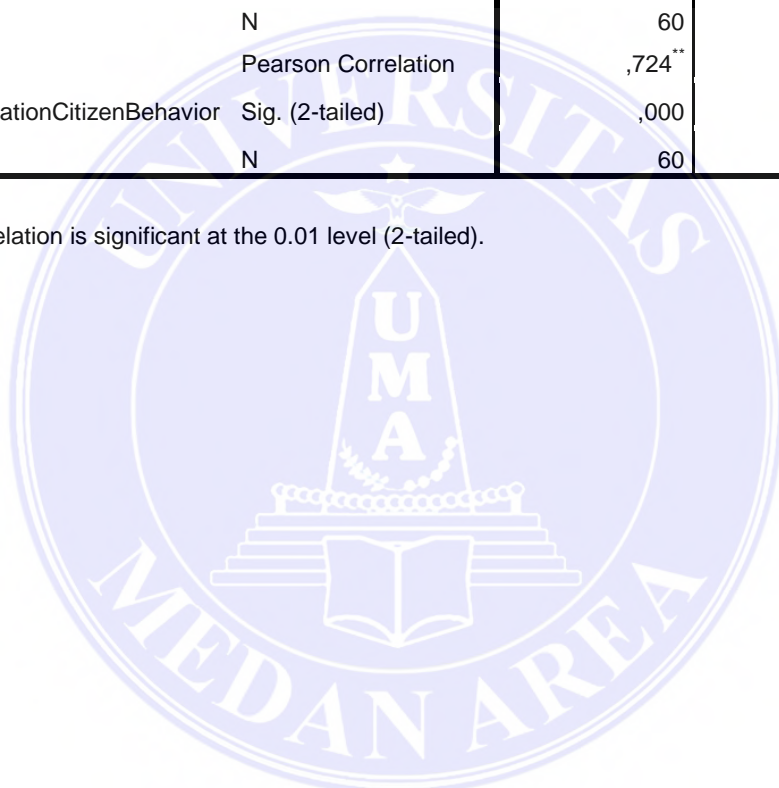 N 60
Pearson Correlation ,724**
ationCitizenBehavior Sig. (2-tailed) ,000
N 60
elation is significant at the 0.01 level (2-tailed).
UNIVERSITAS
U
M
A
MEDAN AREA